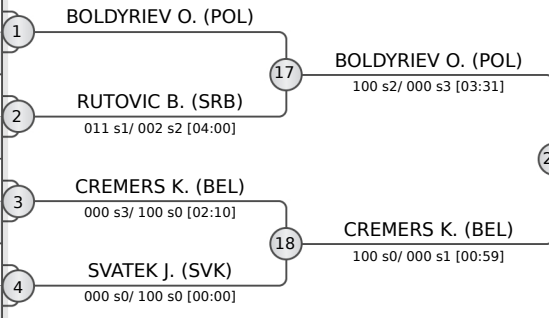 1
BOLDYRIEV O. (POL)
17
BOLDYRIEV O. (POL)
100 s2/ 000 s3 [03:31]
2
RUTOVIC B. (SRB)
011 s1/ 002 s2 [04:00]
3
CREMERS K. (BEL)
000 s3/ 100 s0 [02:10]
18
CREMERS K. (BEL)
100 s0/ 000 s1 [00:59]
4
SVATEK J. (SVK)
000 s0/ 100 s0 [00:00]